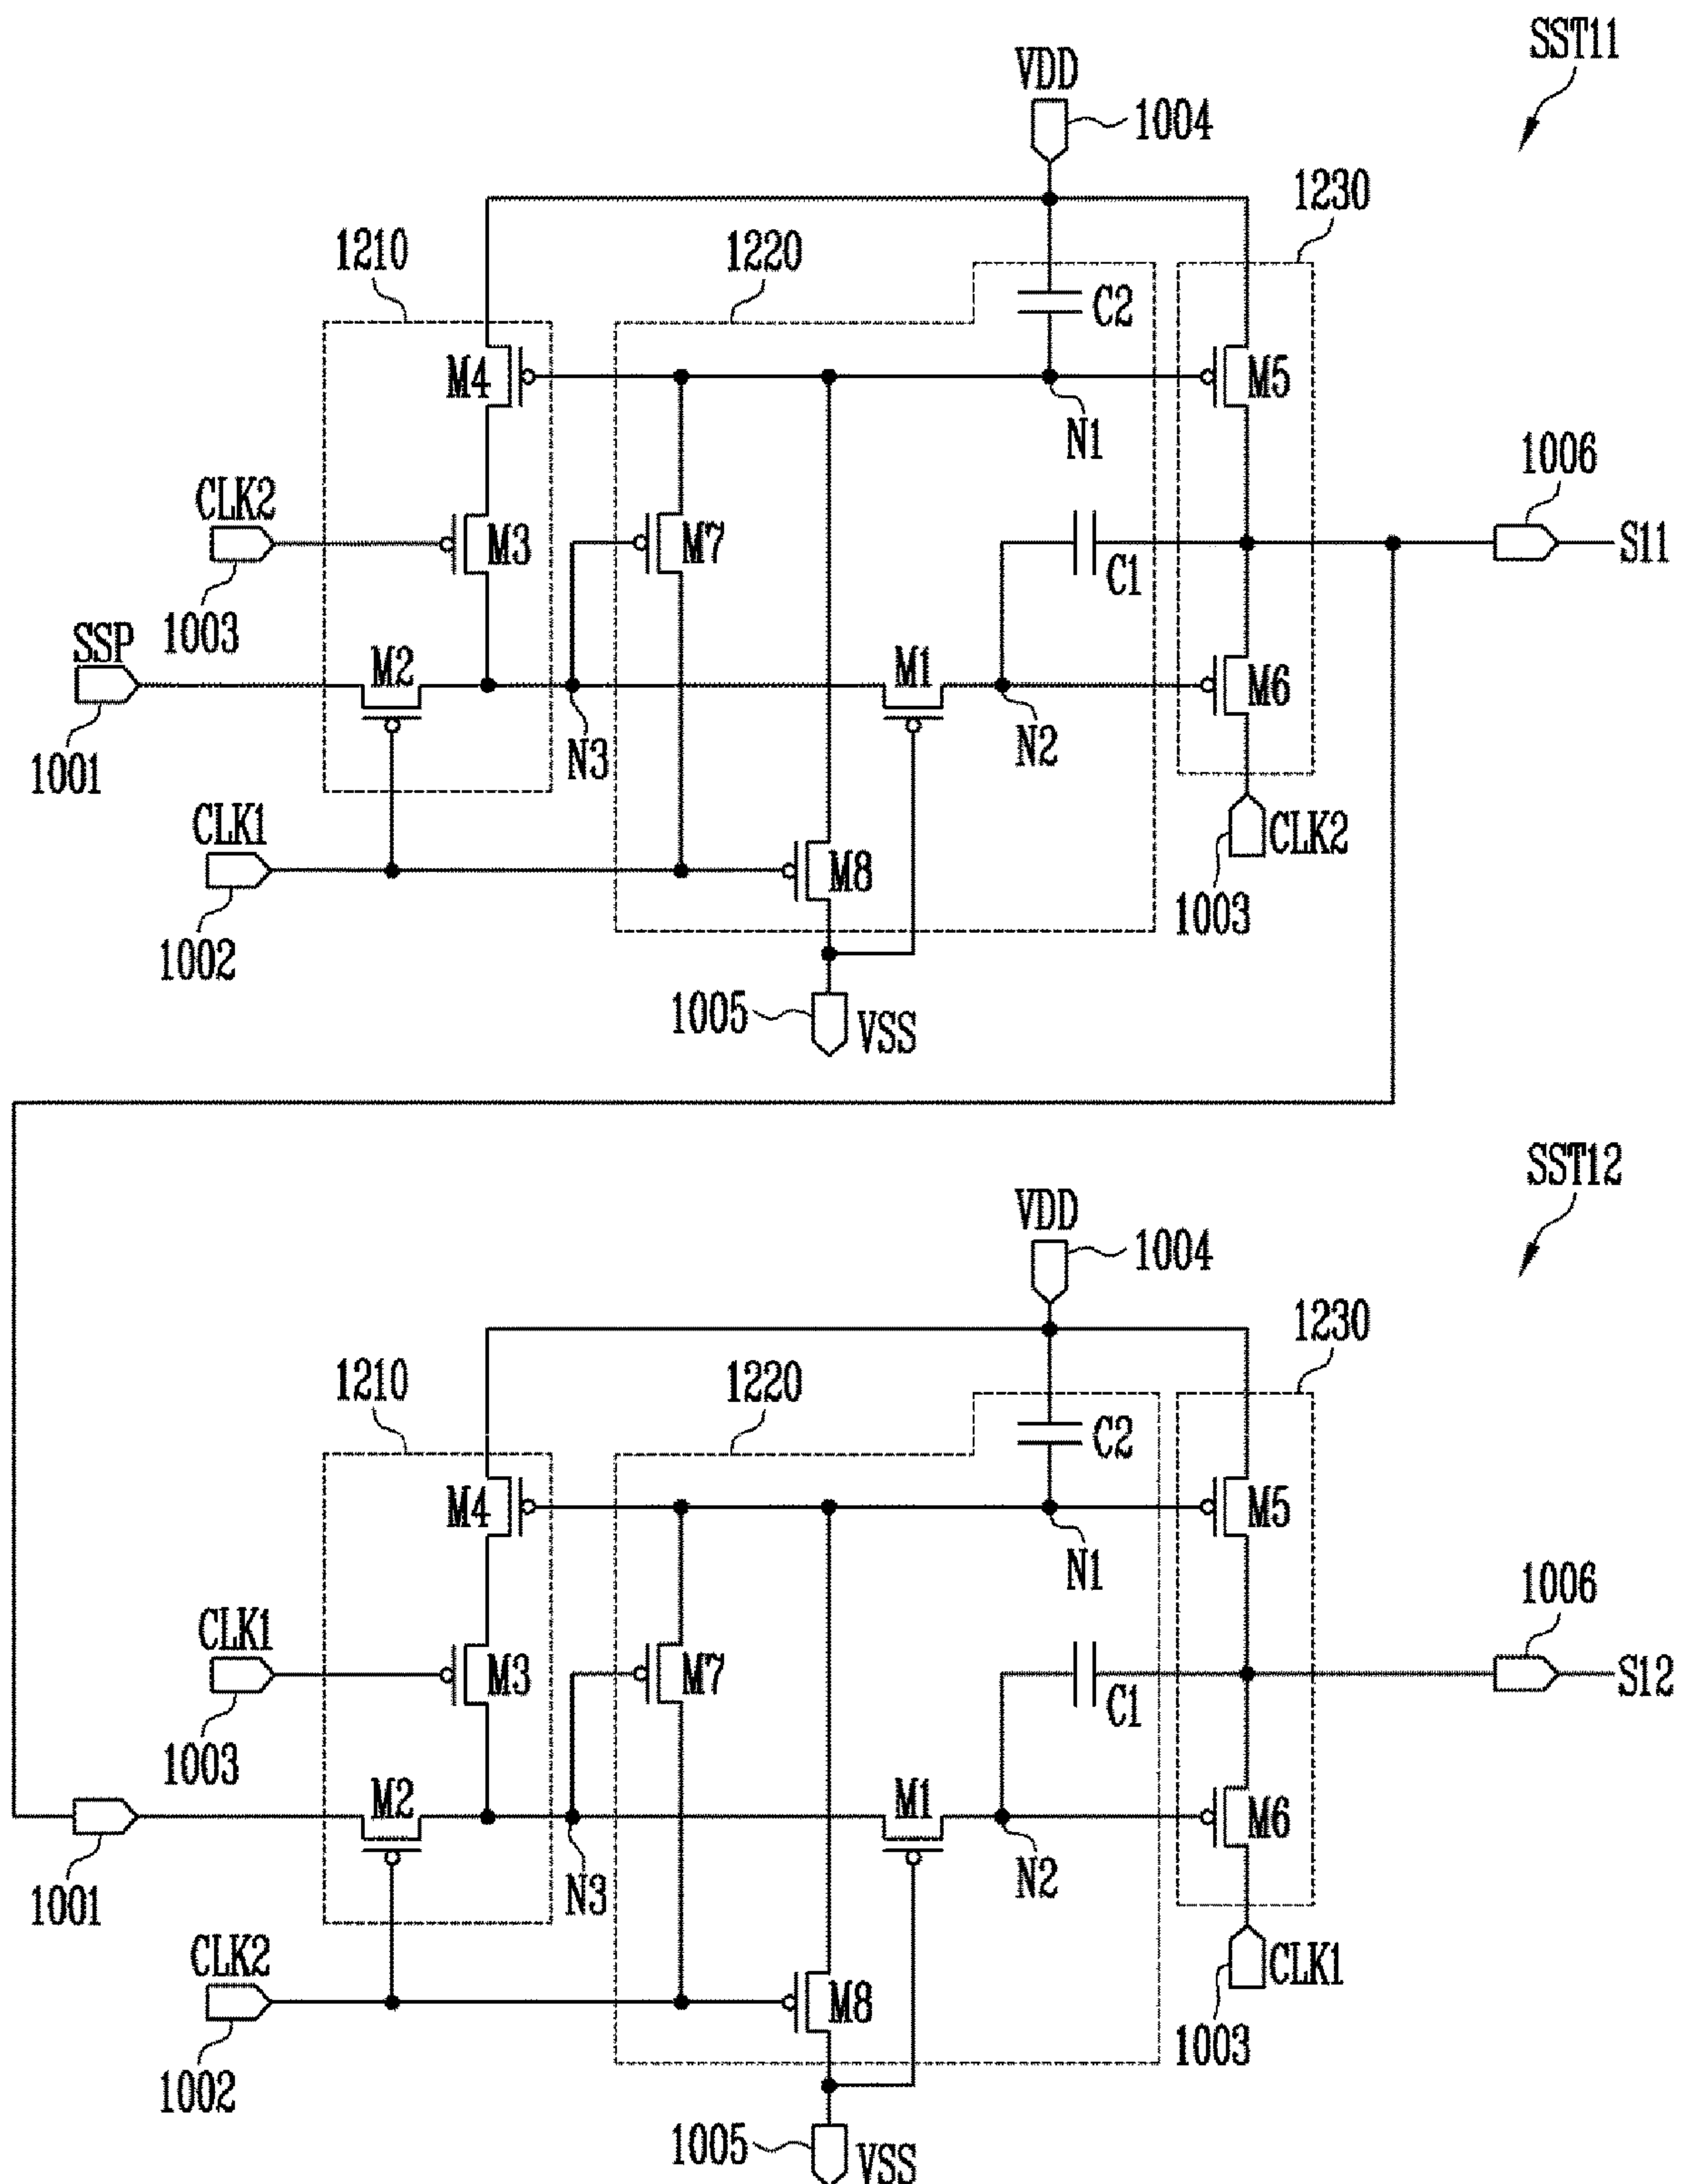 SST11
VDD
1004
1230
1210
1220
C2
M4
M5
N1
1006
CLK2
M3
M7
C1
S11
1003
SSP
M2
M1
M6
1001
N3
N2
CLK1
M8
CLK2
1002
1003
1005
VSS
SST12
VDD
1004
1230
1210
1220
C2
M4
M5
N1
1006
CLK1
M3
M7
C1
S12
1003
M2
M1
M6
1001
N3
N2
CLK2
M8
CLK1
1002
1003
1005
VSS